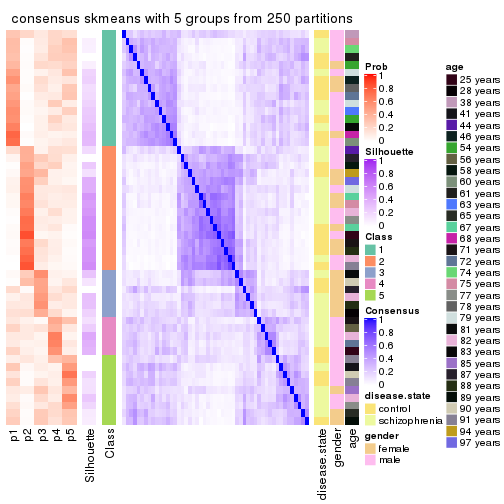 consensus skmeans with 5 groups from 250 partitions
p1
p2
p3
p4
p5
Silhouette
Class
disease.state
gender
age
Prob
1
0.8
0.6
0.4
0.2
0
Silhouette
1
0.8
0.6
0.4
0.2
0
Class
1
2
3
4
5
Consensus
1
0.8
0.6
0.4
0.2
0
disease.state
control
schizophrenia
gender
female
male
age
25 years
28 years
38 years
41 years
44 years
46 years
54 years
56 years
58 years
60 years
61 years
63 years
65 years
67 years
68 years
71 years
72 years
74 years
75 years
77 years
78 years
79 years
81 years
82 years
83 years
85 years
87 years
88 years
89 years
90 years
91 years
94 years
97 years